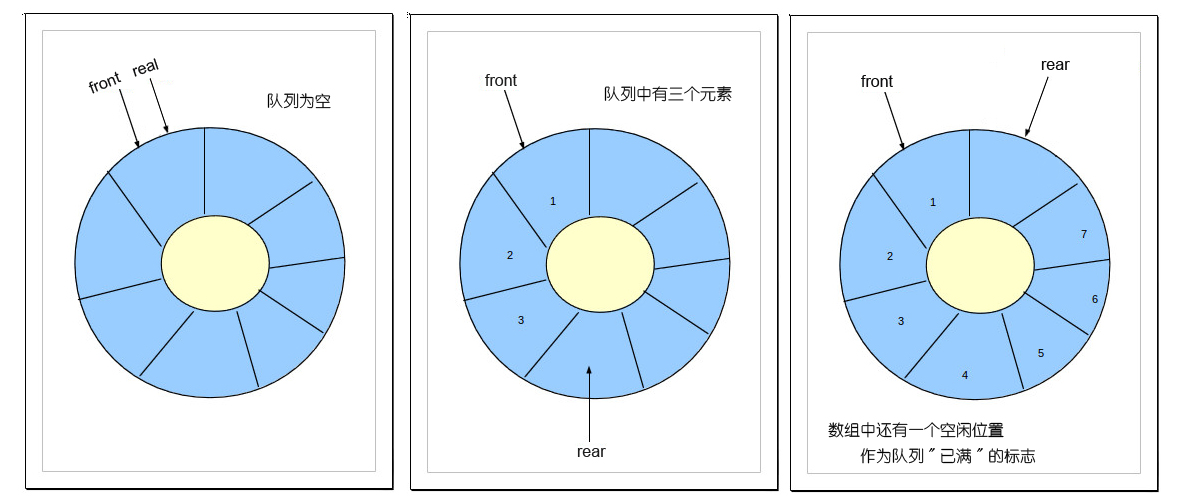 front real
队列为空
front
队列中有三个元素
1
2
3
rear
front
rear
1
2
3
4
5
6
7
数组中还有一个空闲位置
作为队列"已满"的标志